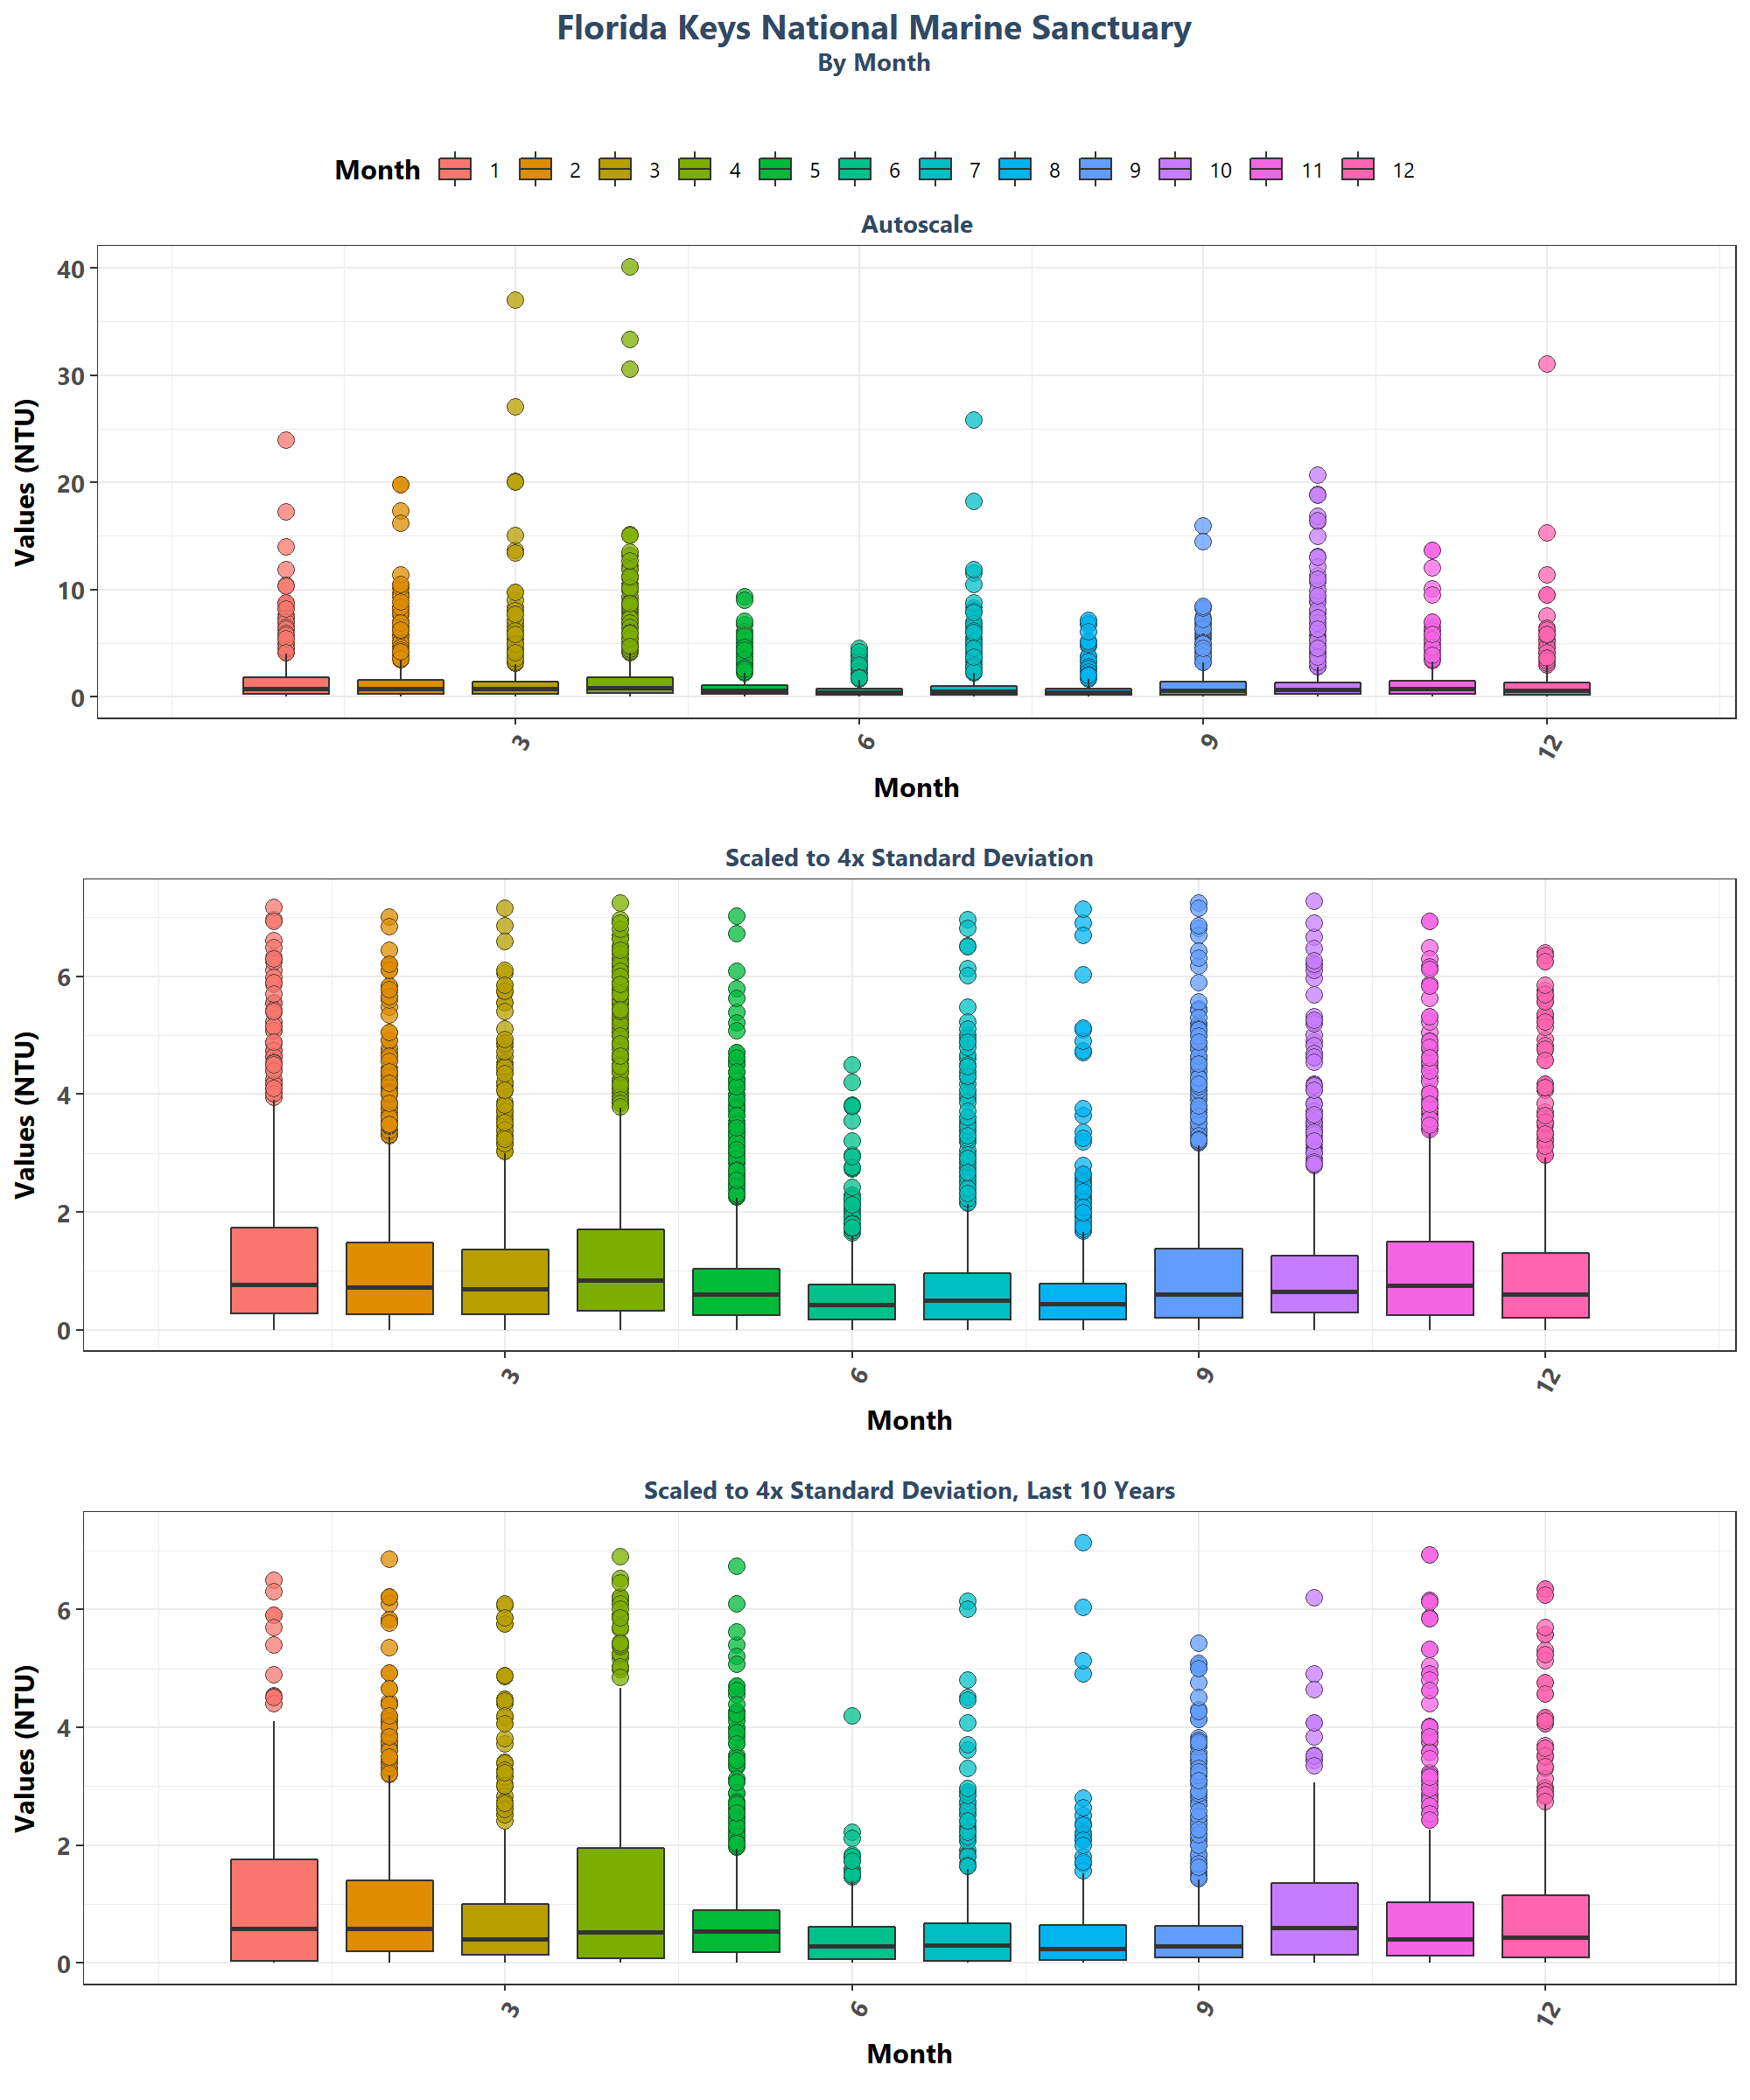 Florida Keys National Marine Sanctuary
By Month
Month 1 2 3 4 5 6 7 8 9 10 11 12
Autoscale
Values (NTU)
40
30
20
10
0
3 6 9 12
Month
Scaled to 4x Standard Deviation
Values (NTU)
6
4
2
0
3 6 9 12
Month
Scaled to 4x Standard Deviation, Last 10 Years
Values (NTU)
6
4
2
0
3 6 9 12
Month